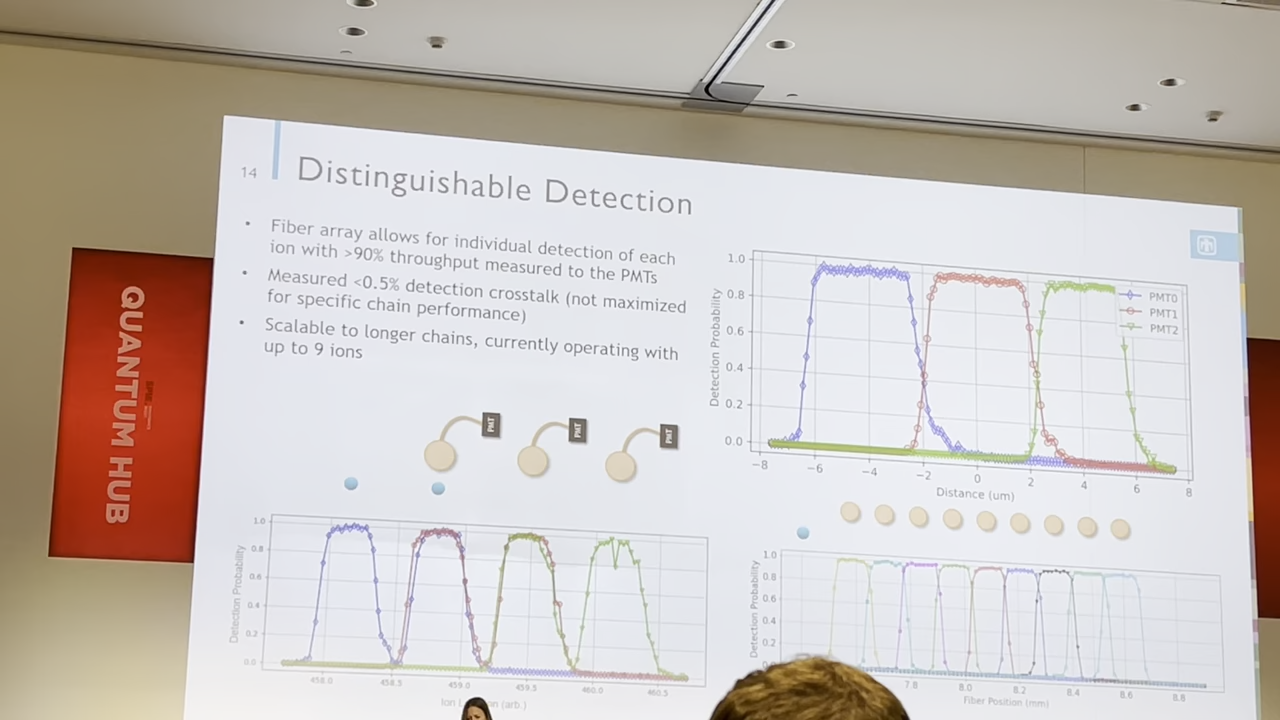 14
Distinguishable Detection
• Fiber array allows for individual detection of each
ion with >90% throughput measured to the PMTs
• Measured <0.5% detection crosstalk (not maximized
for specific chain performance)
• Scalable to longer chains, currently operating with
up to 9 ions
QUANTUM HUB
PMT
PMT
PMT
Detection Probability
1.0
0.8
0.6
0.4
0.2
0.0
−8 −6 −4 −2 0 2 4 6 8
Distance (um)
PMT0
PMT1
PMT2
Detection Probability
1.0
0.8
0.6
0.4
0.2
0.0
458.0 458.5 459.0 459.5 460.0 460.5
(arb.)
Detection Probability
1.0
0.8
0.6
0.4
0.2
7.8 8.0 8.2 8.4 8.6 8.8
Fiber Position (mm)